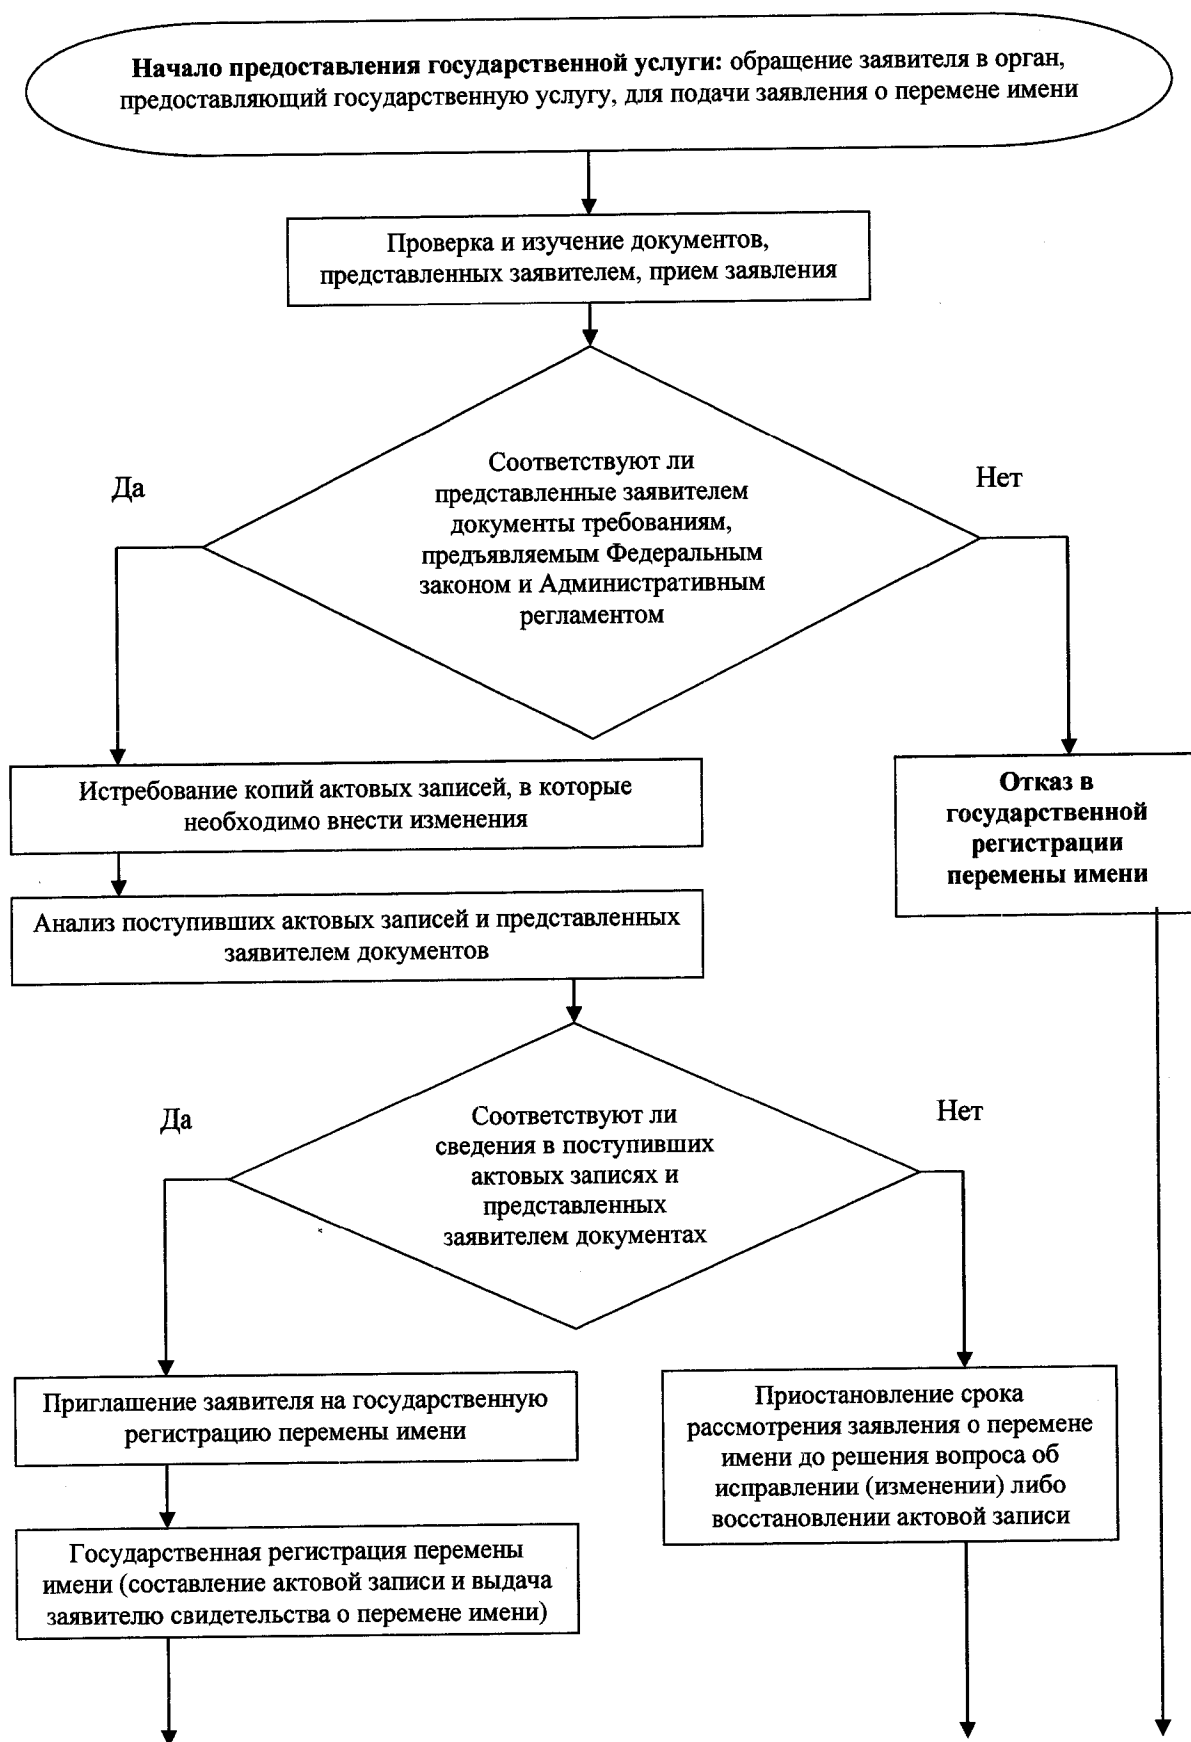 Начало предоставления государственной услуги: обращение заявителя в орган,
предоставляющий государственную услугу, для подачи заявления о перемене имени
Проверка и изучение документов,
представленных заявителем, прием заявления
Да
Нет
Соответствуют ли
представленные заявителем
документы требованиям,
предъявляемым Федеральным
законом и Административным
регламентом
Истребование копий актовых записей, в которые
необходимо внести изменения
Отказ в
государственной
регистрации
перемены имени
Анализ поступивших актовых записей и представленных
заявителем документов
Да
Нет
Соответствуют ли
сведения в поступивших
актовых записях и
представленных
заявителем документах
Приглашение заявителя на государственную
регистрацию перемены имени
Приостановление срока
рассмотрения заявления о перемене
имени до решения вопроса об
исправлении (изменении) либо
восстановлении актовой записи
Государственная регистрация перемены
имени (составление актовой записи и выдача
заявителю свидетельства о перемене имени)